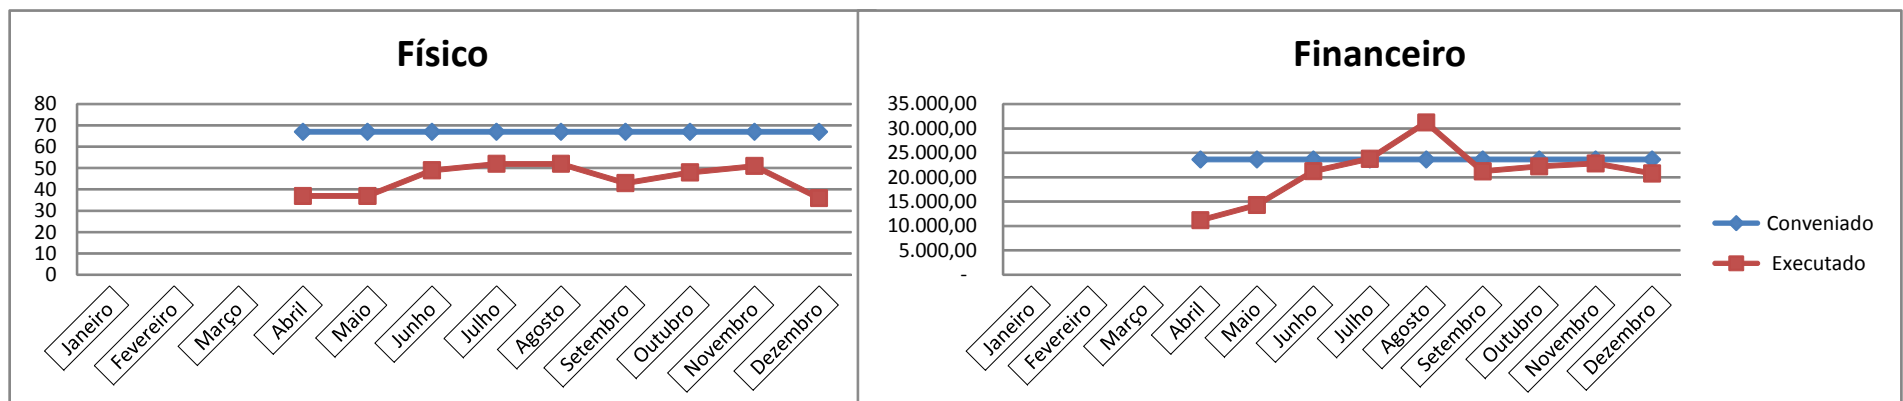 Físico
80
70
60
50
40
30
20
10
0
Janeiro
Fevereiro
Março
Abril
Maio
Junho
Julho
Agosto
Setembro
Outubro
Novembro
Dezembro
Financeiro
35.000,00
30.000,00
25.000,00
20.000,00
15.000,00
10.000,00
5.000,00
-
Janeiro
Fevereiro
Março
Abril
Maio
Junho
Julho
Agosto
Setembro
Outubro
Novembro
Dezembro
Conveniado
Executado